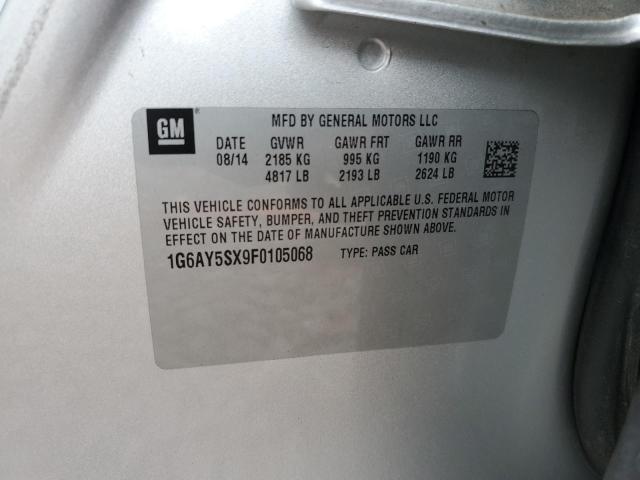 GM
MFD BY GENERAL MOTORS LLC
DATE GVWR GAWR FRT GAWR RR
08/14 2185 KG 995 KG 1190 KG
4817 LB 2193 LB 2624 LB
THIS VEHICLE CONFORMS TO ALL APPLICABLE U.S. FEDERAL MOTOR
VEHICLE SAFETY, BUMPER, AND THEFT PREVENTION STANDARDS IN
EFFECT ON THE DATE OF MANUFACTURE SHOWN ABOVE.
1G6AY5SX9F0105068 TYPE: PASS CAR